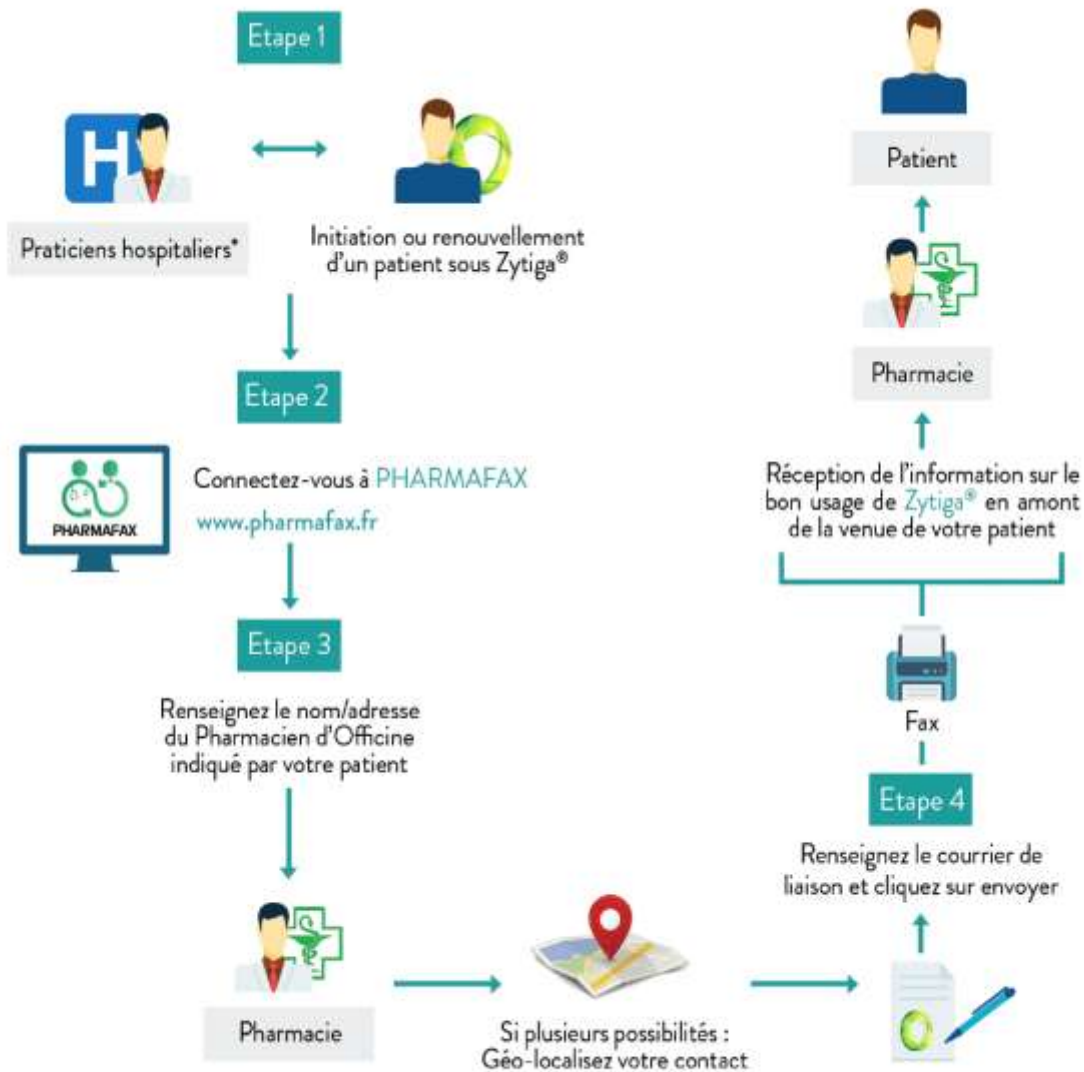 Etape 1
H
Praticiens hospitaliers*
Initiation ou renouvellement
d'un patient sous Zytiga®
Etape 2
PHARMAFAX
Connectez-vous à PHARMAFAX
www.pharmafax.fr
Etape 3
Renseignez le nom/adresse
du Pharmacien d'Officine
indiqué par votre patient
Pharmacie
Si plusieurs possibilités :
Géo-localisez votre contact
Renseignez le courrier de
liaison et cliquez sur envoyer
Etape 4
Fax
Réception de l'information sur le
bon usage de Zytiga® en amont
de la venue de votre patient
Pharmacie
Patient